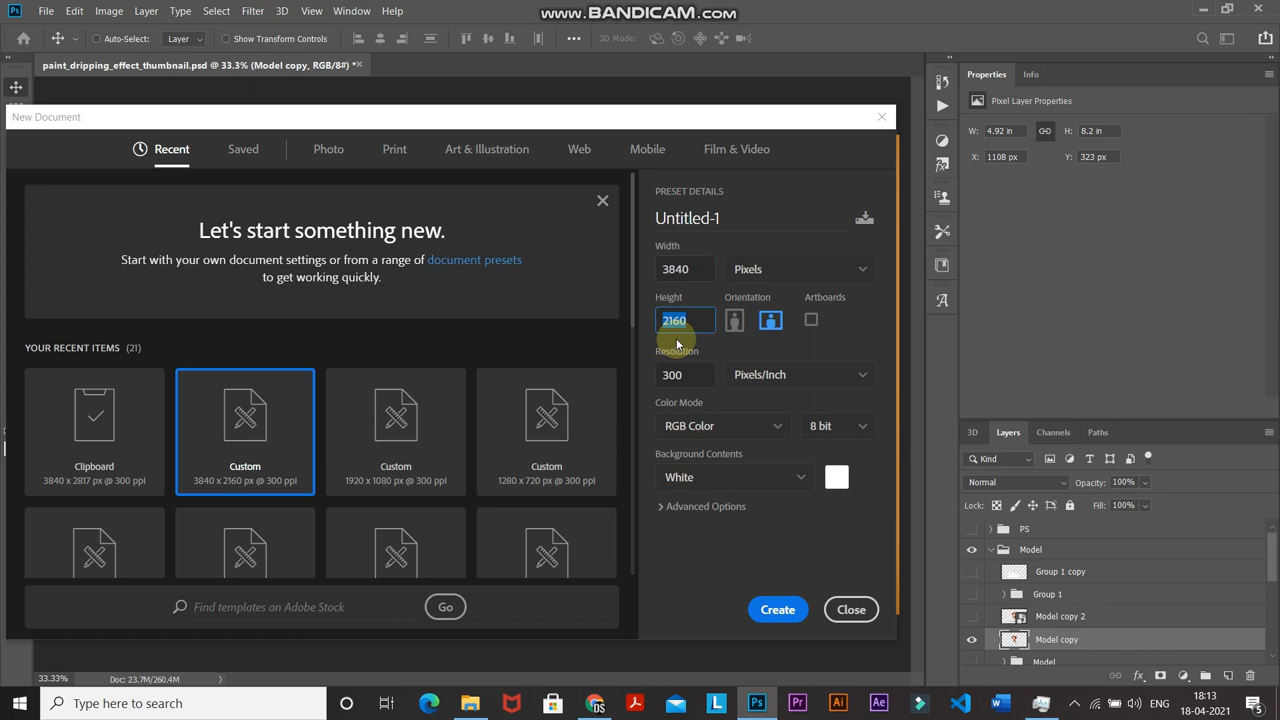 Ps File Edit Image Layer Type Select Filter 3D View Window Help
www.BANDICAM.com
Auto-Select: Layer Show Transform Controls 3D Mode:
paint_dripping_effect_thumbnail.psd @ 33.3% (Model copy, RGB/8#) *
New Document
Recent Saved Photo Print Art & Illustration Web Mobile Film & Video
Let's start something new.
Start with your own document settings or from a range of document presets
to get working quickly.
YOUR RECENT ITEMS (21)
Clipboard
3840 x 2817 px @ 300 ppi
Custom
3840 x 2160 px @ 300 ppi
Custom
1920 x 1080 px @ 300 ppi
Custom
1280 x 720 px @ 300 ppi
Find templates on Adobe Stock Go
PRESET DETAILS
Untitled-1
Width
3840 Pixels
Height Orientation Artboards
2160
Resolution
300 Pixels/Inch
Color Mode
RGB Color 8 bit
Background Contents
White
Advanced Options
Create Close
Properties Info
Pixel Layer Properties
W: 4.92 in H: 8.2 in
X: 1108 px Y: 323 px
3D Layers Channels Paths
Kind
Normal Opacity: 100%
Lock: Fill: 100%
PS
Model
Group 1 copy
Group 1
Model copy 2
Model copy
Model
33.33% Doc: 23.7M/260.4M
Type here to search
L Ps Pr Ai Ae W
ENG 18:13
18-04-2021
5